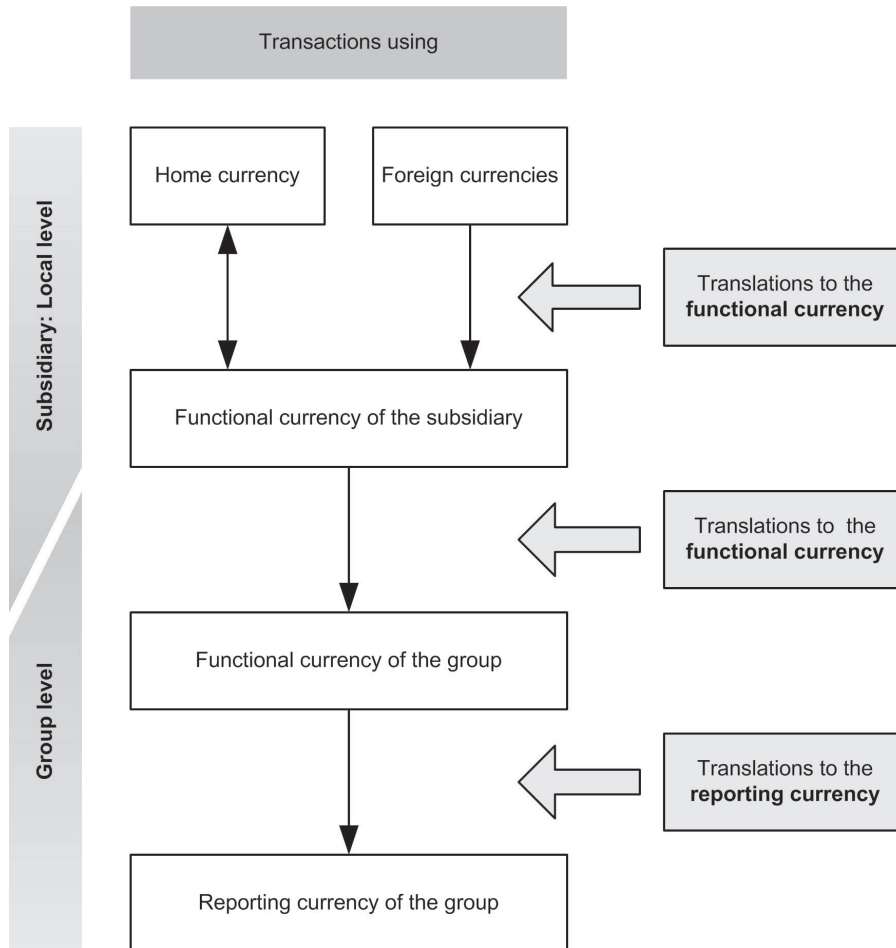 Transactions using
Home currency
Foreign currencies
Subsidiary: Local level
Translations to the
functional currency
Functional currency of the subsidiary
Translations to the
functional currency
Functional currency of the group
Group level
Translations to the
reporting currency
Reporting currency of the group